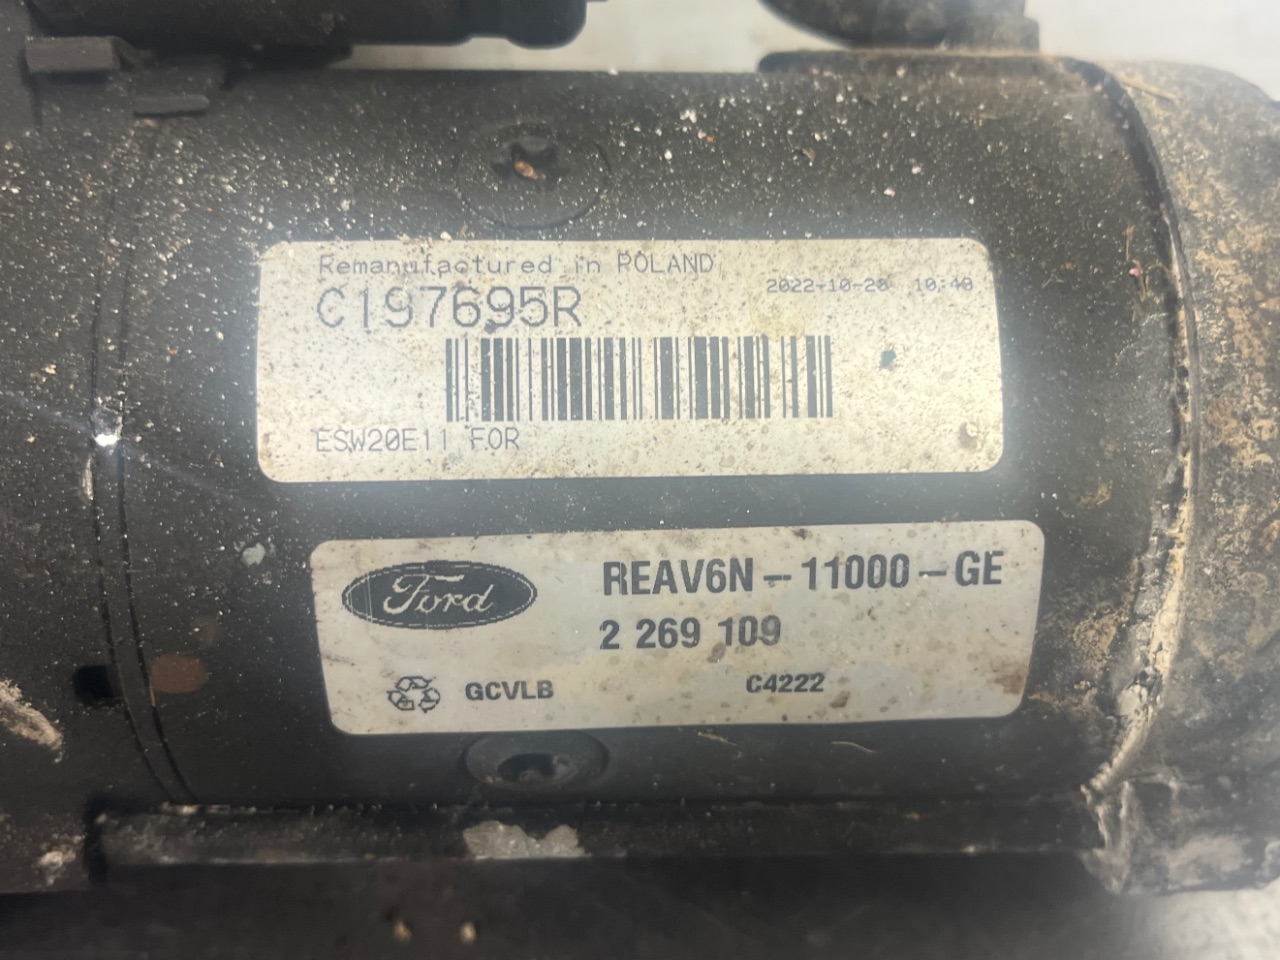 Remanufactured in POLAND
2022-10-20 10:40
C197695R
ESW20E11 FOR
Ford
REAV6N-11000-GE
2 269 109
GCVLB
C4222